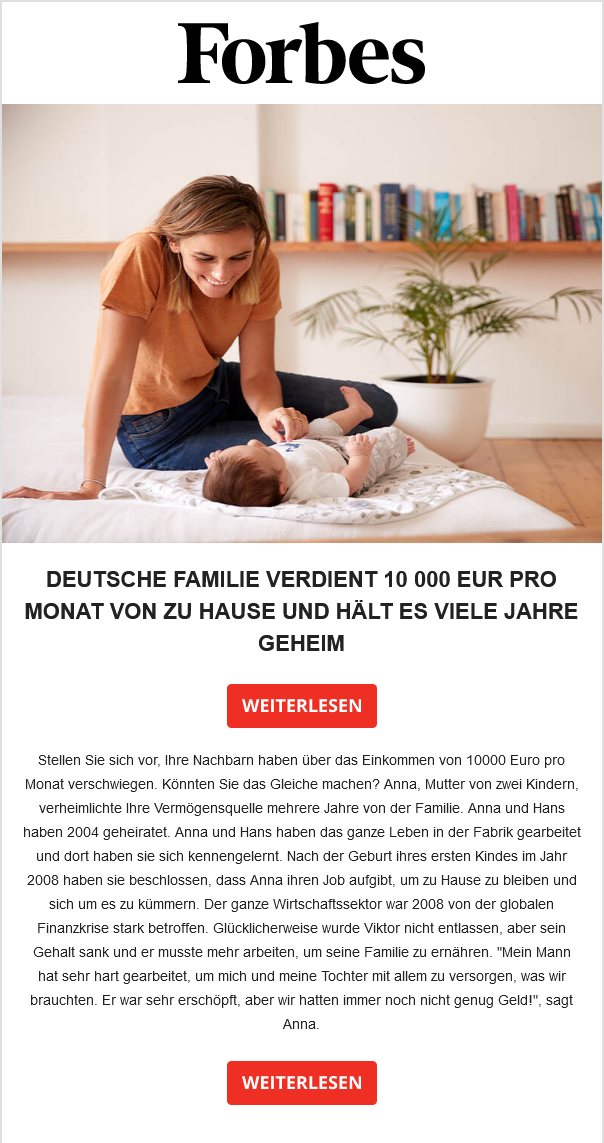 Forbes
DEUTSCHE FAMILIE VERDIENT 10 000 EUR PRO
MONAT VON ZU HAUSE UND HÄLT ES VIELE JAHRE
GEHEIM
WEITERLESEN
Stellen Sie sich vor, Ihre Nachbarn haben über das Einkommen von 10000 Euro pro
Monat verschwiegen. Könnten Sie das Gleiche machen? Anna, Mutter von zwei Kindern,
verheimlichte Ihre Vermögensquelle mehrere Jahre von der Familie. Anna und Hans
haben 2004 geheiratet. Anna und Hans haben das ganze Leben in der Fabrik gearbeitet
und dort haben sie sich kennengelernt. Nach der Geburt ihres ersten Kindes im Jahr
2008 haben sie beschlossen, dass Anna ihren Job aufgibt, um zu Hause zu bleiben und
sich um es zu kümmern. Der ganze Wirtschaftssektor war 2008 von der globalen
Finanzkrise stark betroffen. Glücklicherweise wurde Viktor nicht entlassen, aber sein
Gehalt sank und er musste mehr arbeiten, um seine Familie zu ernähren. "Mein Mann
hat sehr hart gearbeitet, um mich und meine Tochter mit allem zu versorgen, was wir
brauchten. Er war sehr erschöpft, aber wir hatten immer noch nicht genug Geld!", sagt
Anna.
WEITERLESEN